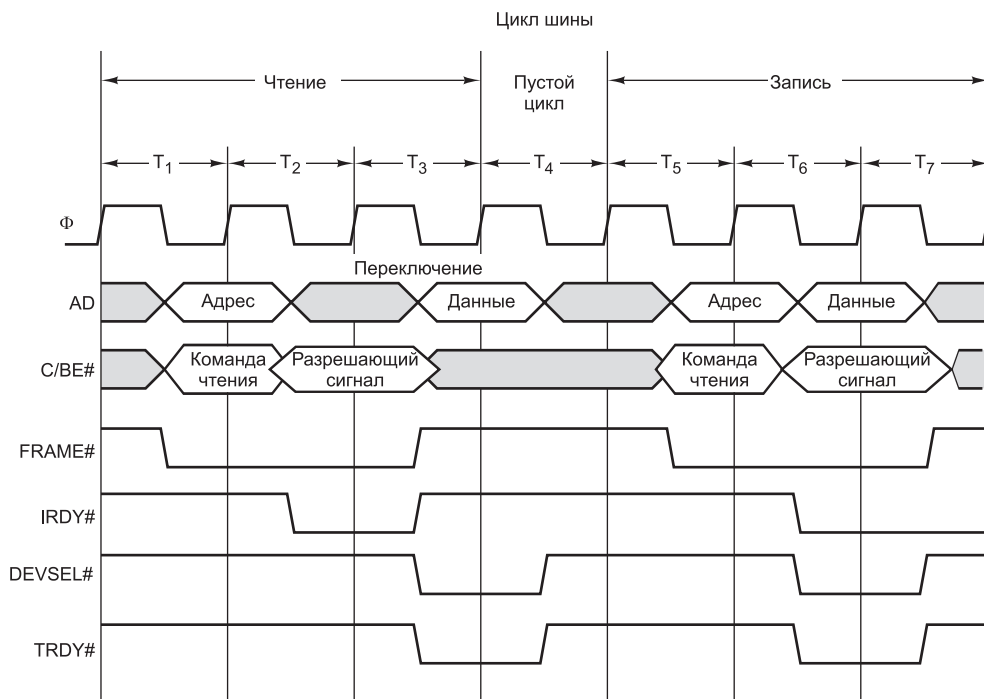 Цикл шины
Чтение
Пустой
цикл
Запись
T1
T2
T3
T4
T5
T6
T7
Φ
Переключение
AD
Адрес
Данные
Адрес
Данные
C/BE#
Команда
чтения
Разрешающий
сигнал
Команда
чтения
Разрешающий
сигнал
FRAME#
IRDY#
DEVSEL#
TRDY#